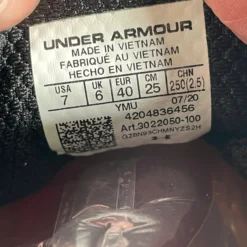 UNDER ARMOUR
MADE IN VIETNAM
FABRIQUÉ AU VIETNAM
HECHO EN VIETNAM
USA UK EUR CM CHN
7 6 40 25 250(2.5)
YMU 07/20
4204836456
Art.3022050-100
GZBN93CHMNYZS2H